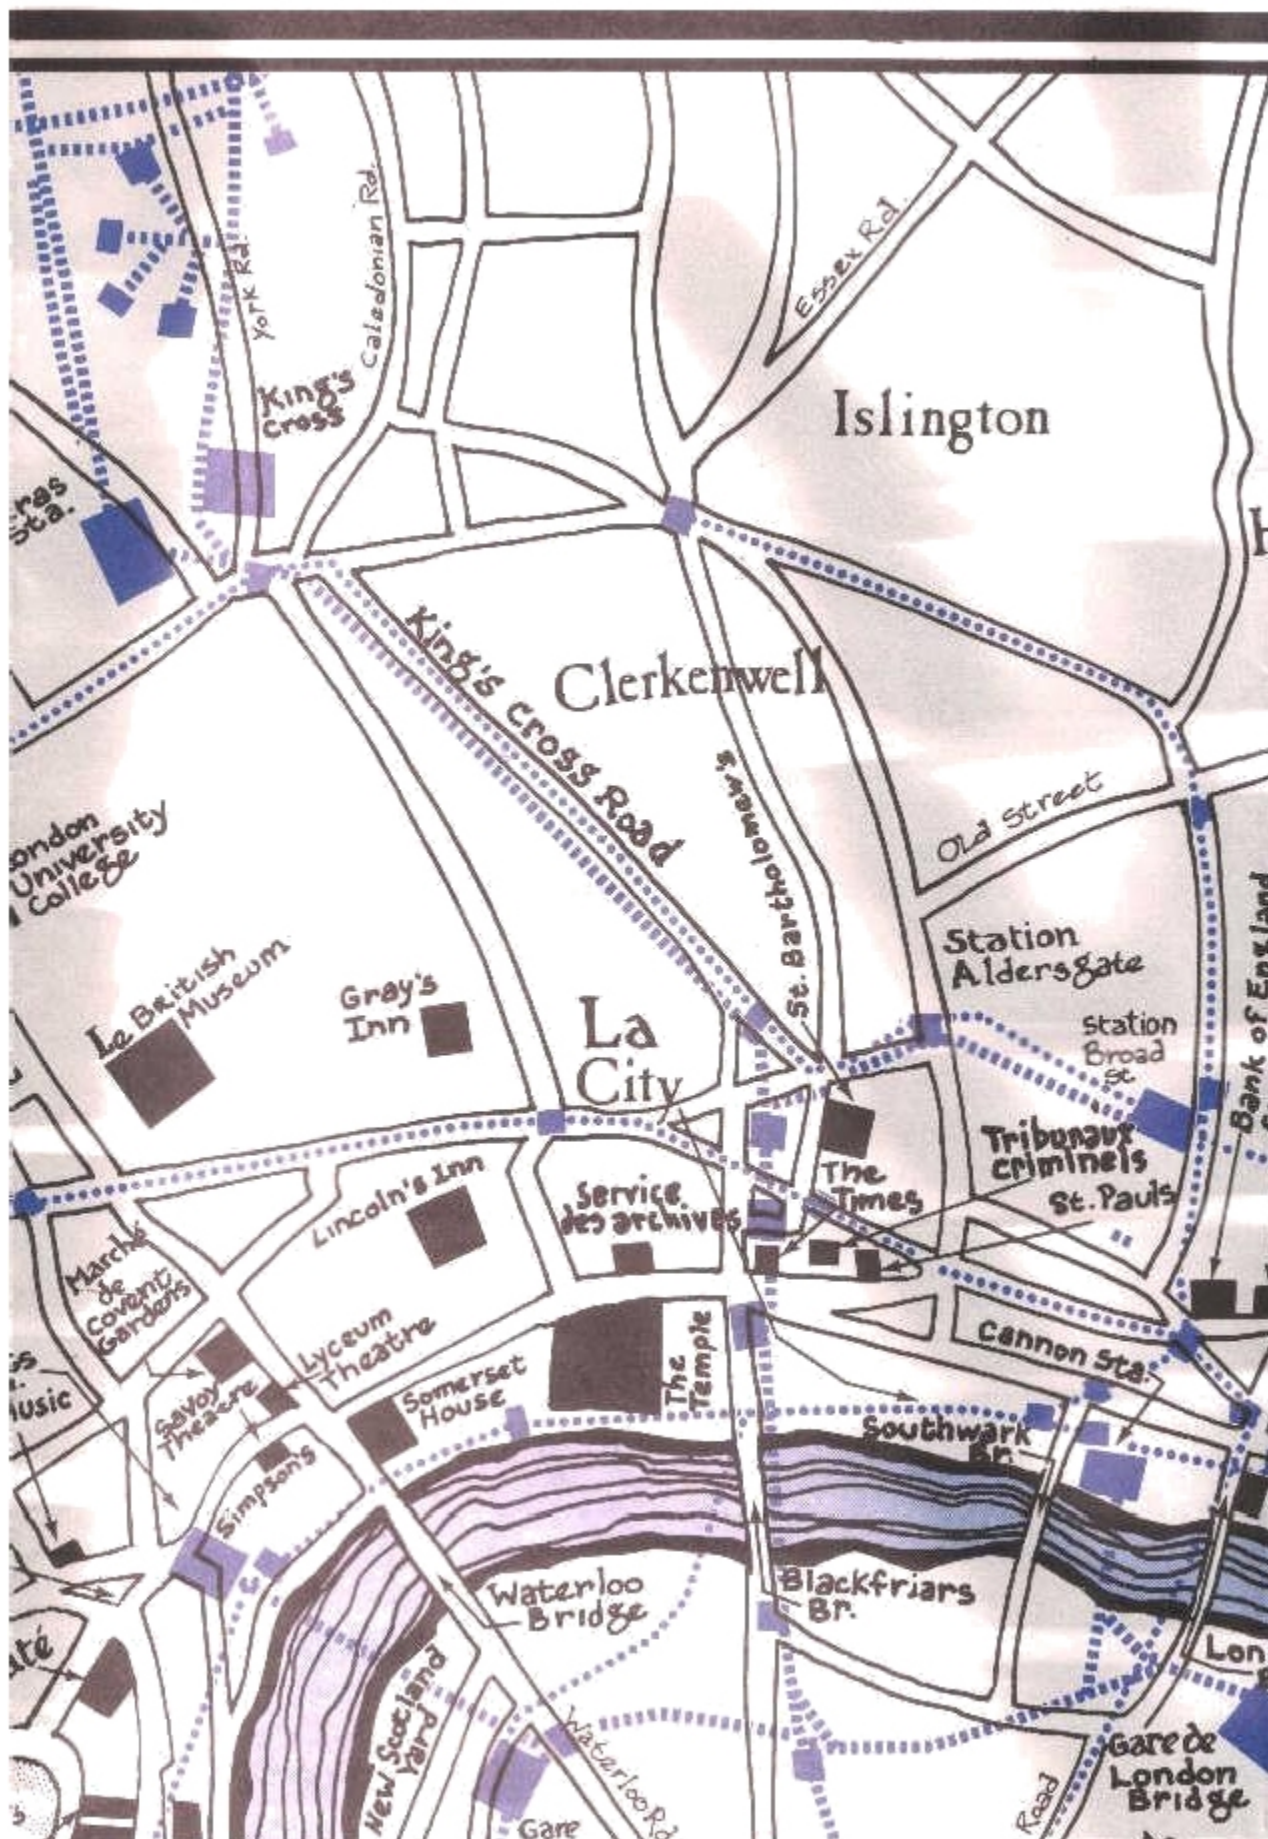 York Rd.
Caledonian Rd.
Essex Rd.
King's
cross
Islington
Sta.
King's cross Road
Clerkenwell
St. Bartholomew's
Old Street
University
College
Le British
Museum
Gray's
Inn
La
City
Station
Aldersgate
Station
Broad
St
Bank of England
Tribunaux
criminels
St. Pauls
The
Times
Service
des archives
Lincoln's Inn
Marché
de
Covent
Gardens
Lyceum
Theatre
Savoy
Theatre
Somerset
House
The
Temple
Cannon Sta.
Southwark
Br.
Simpsons
Waterloo
Bridge
Blackfriars
Br.
New Scotland
Yard
Waterloo Rd
Gare
Road
Gare de
London
Bridge